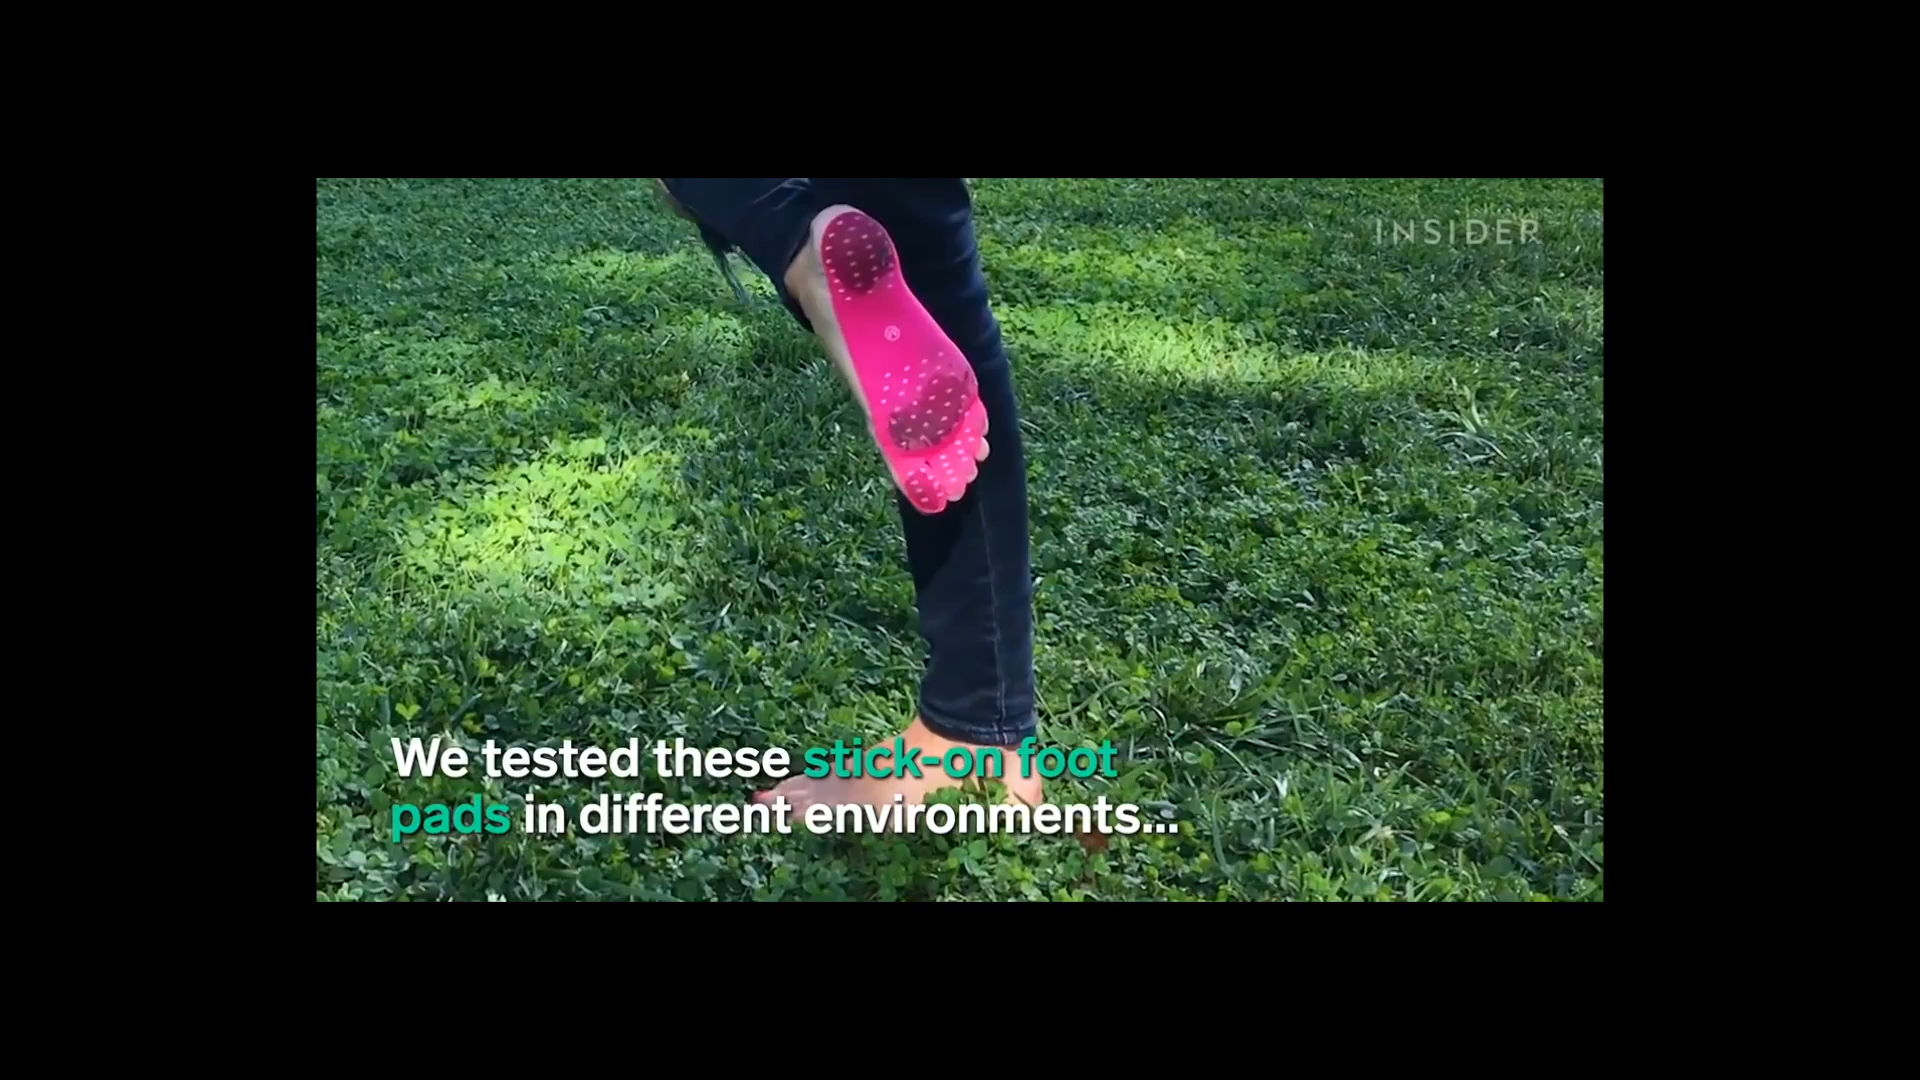 INSIDER
We tested these stick-on foot
pads in different environments...